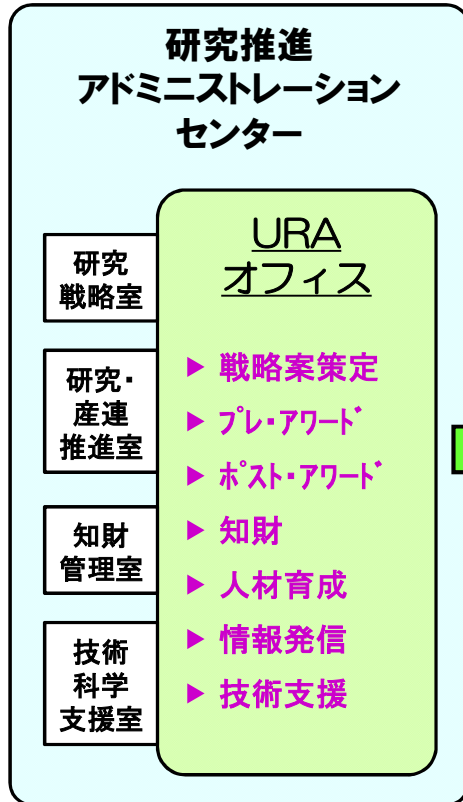 研究推進
アドミニストレーション
センター
研究
戦略室
研究・
産連
推進室
知財
管理室
技術
科学
支援室
URA
オフィス
▶ 戦略案策定
▶ ﾌﾟﾚ・ｱﾜｰﾄﾞ
▶ ﾎﾟｽﾄ・ｱﾜｰﾄﾞ
▶ 知財
▶ 人材育成
▶ 情報発信
▶ 技術支援